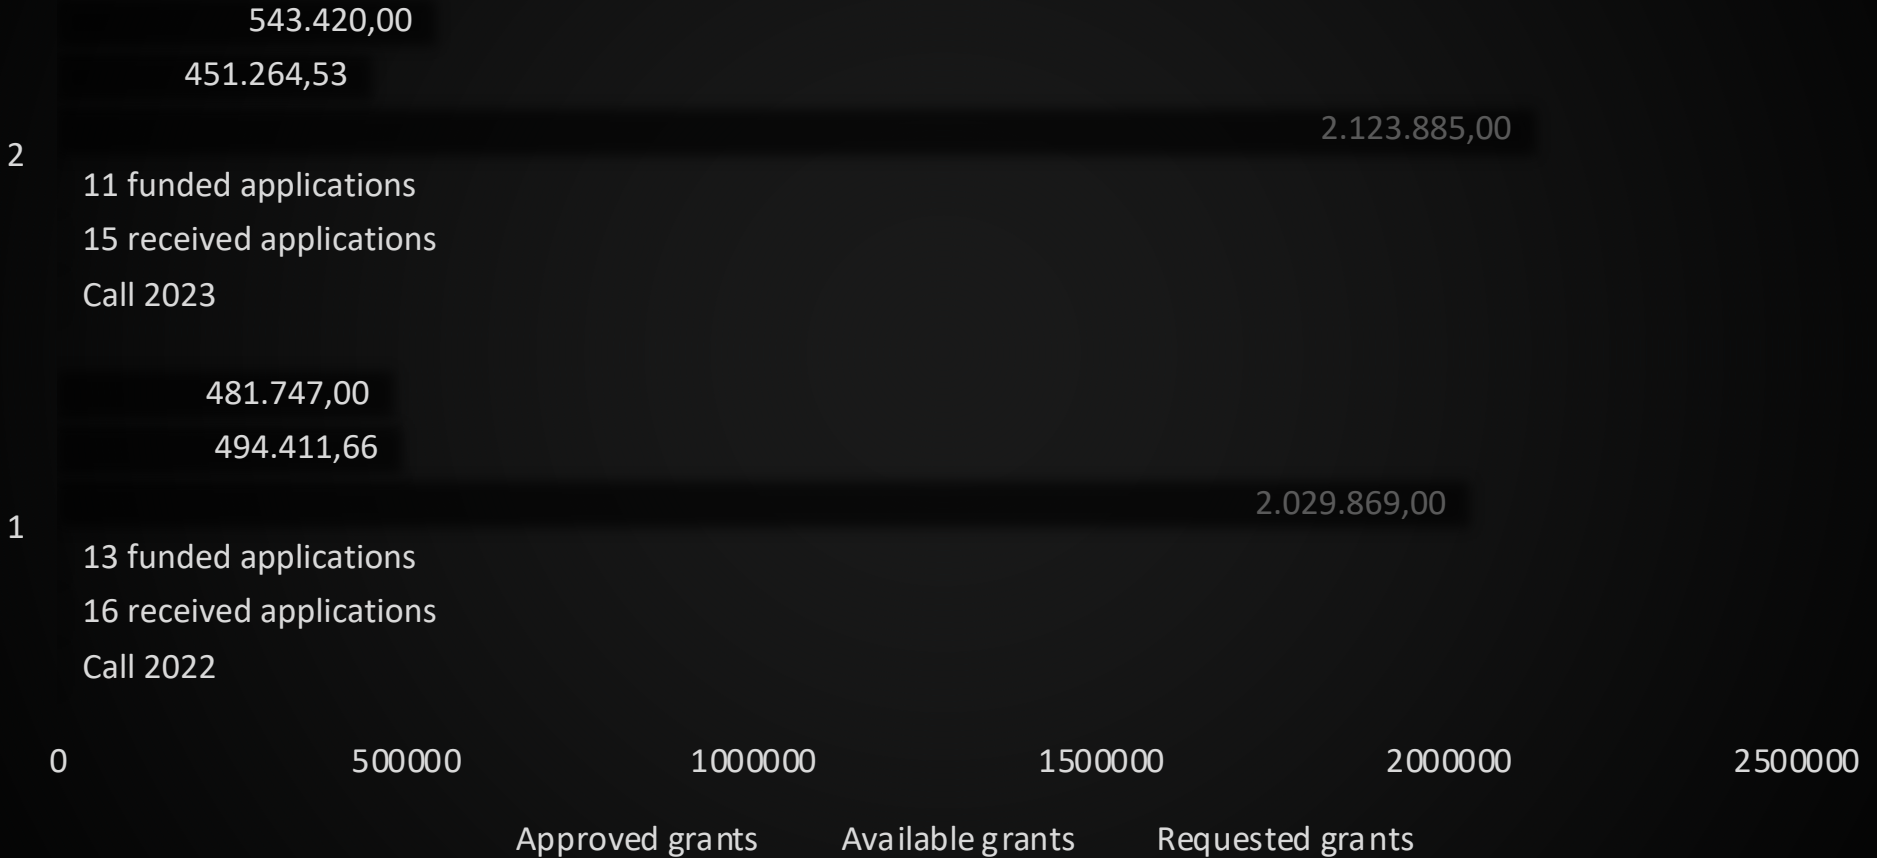 543.420,00
451.264,53
2.123.885,00
2
11 funded applications
15 received applications
Call 2023
481.747,00
494.411,66
2.029.869,00
1
13 funded applications
16 received applications
Call 2022
0 500000 1000000 1500000 2000000 2500000
Approved grants Available grants Requested grants